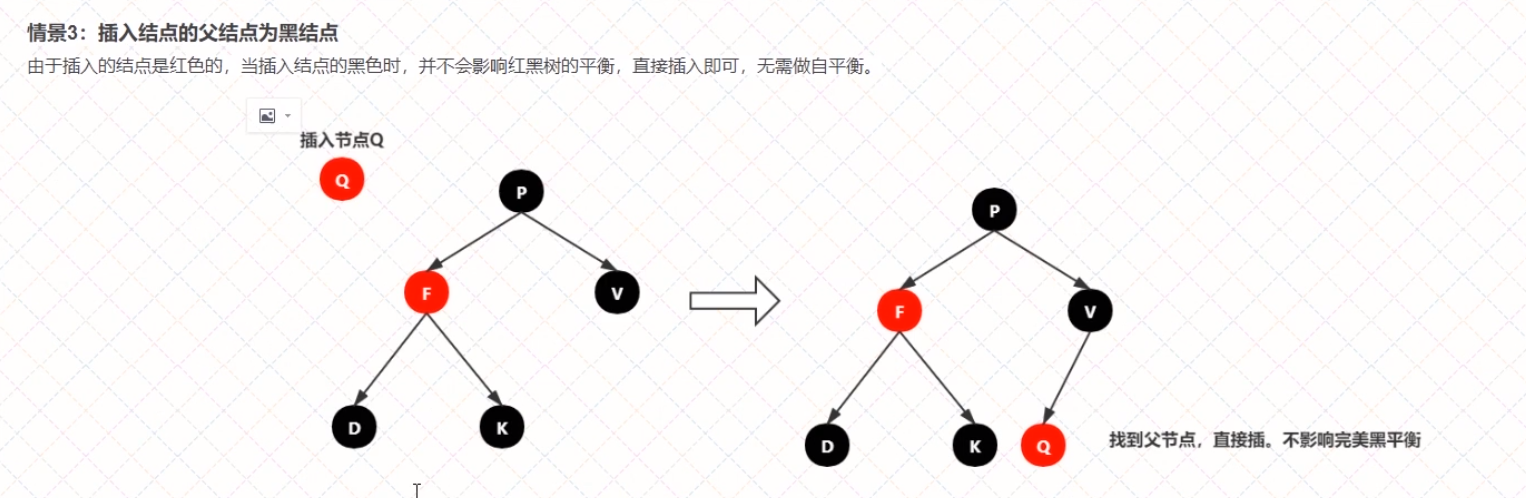 情景3：插入结点的父结点为黑结点
由于插入的结点是红色的，当插入结点的黑色时，并不会影响红黑树的平衡，直接插入即可，无需做自平衡。
插入节点Q
Q
P
P
F
V
F
V
D
K
D
K
Q
找到父节点，直接插。不影响完美黑平衡